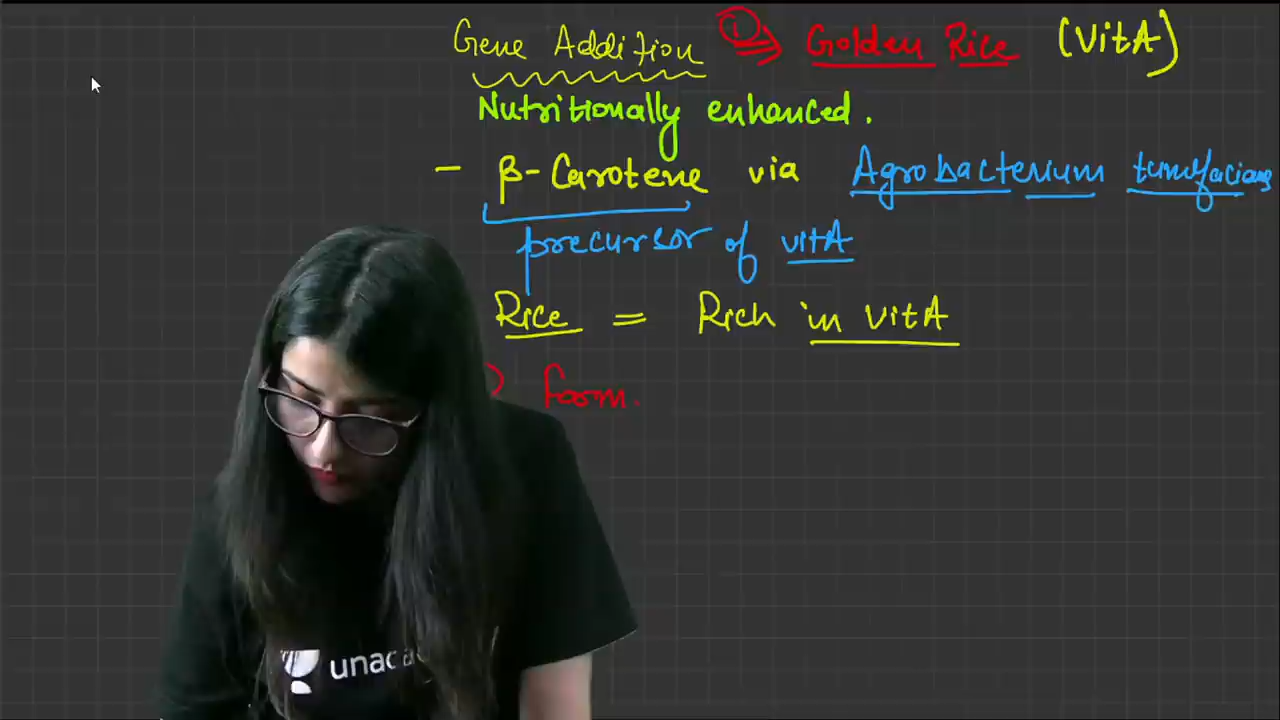 Gene Addition ① ⇒ Golden Rice (VitA)
Nutritionally enhanced.
- β-Carotene via Agrobacterium tumefacians
precursor of vitA
Rice = Rich in vitA
) form.
unac